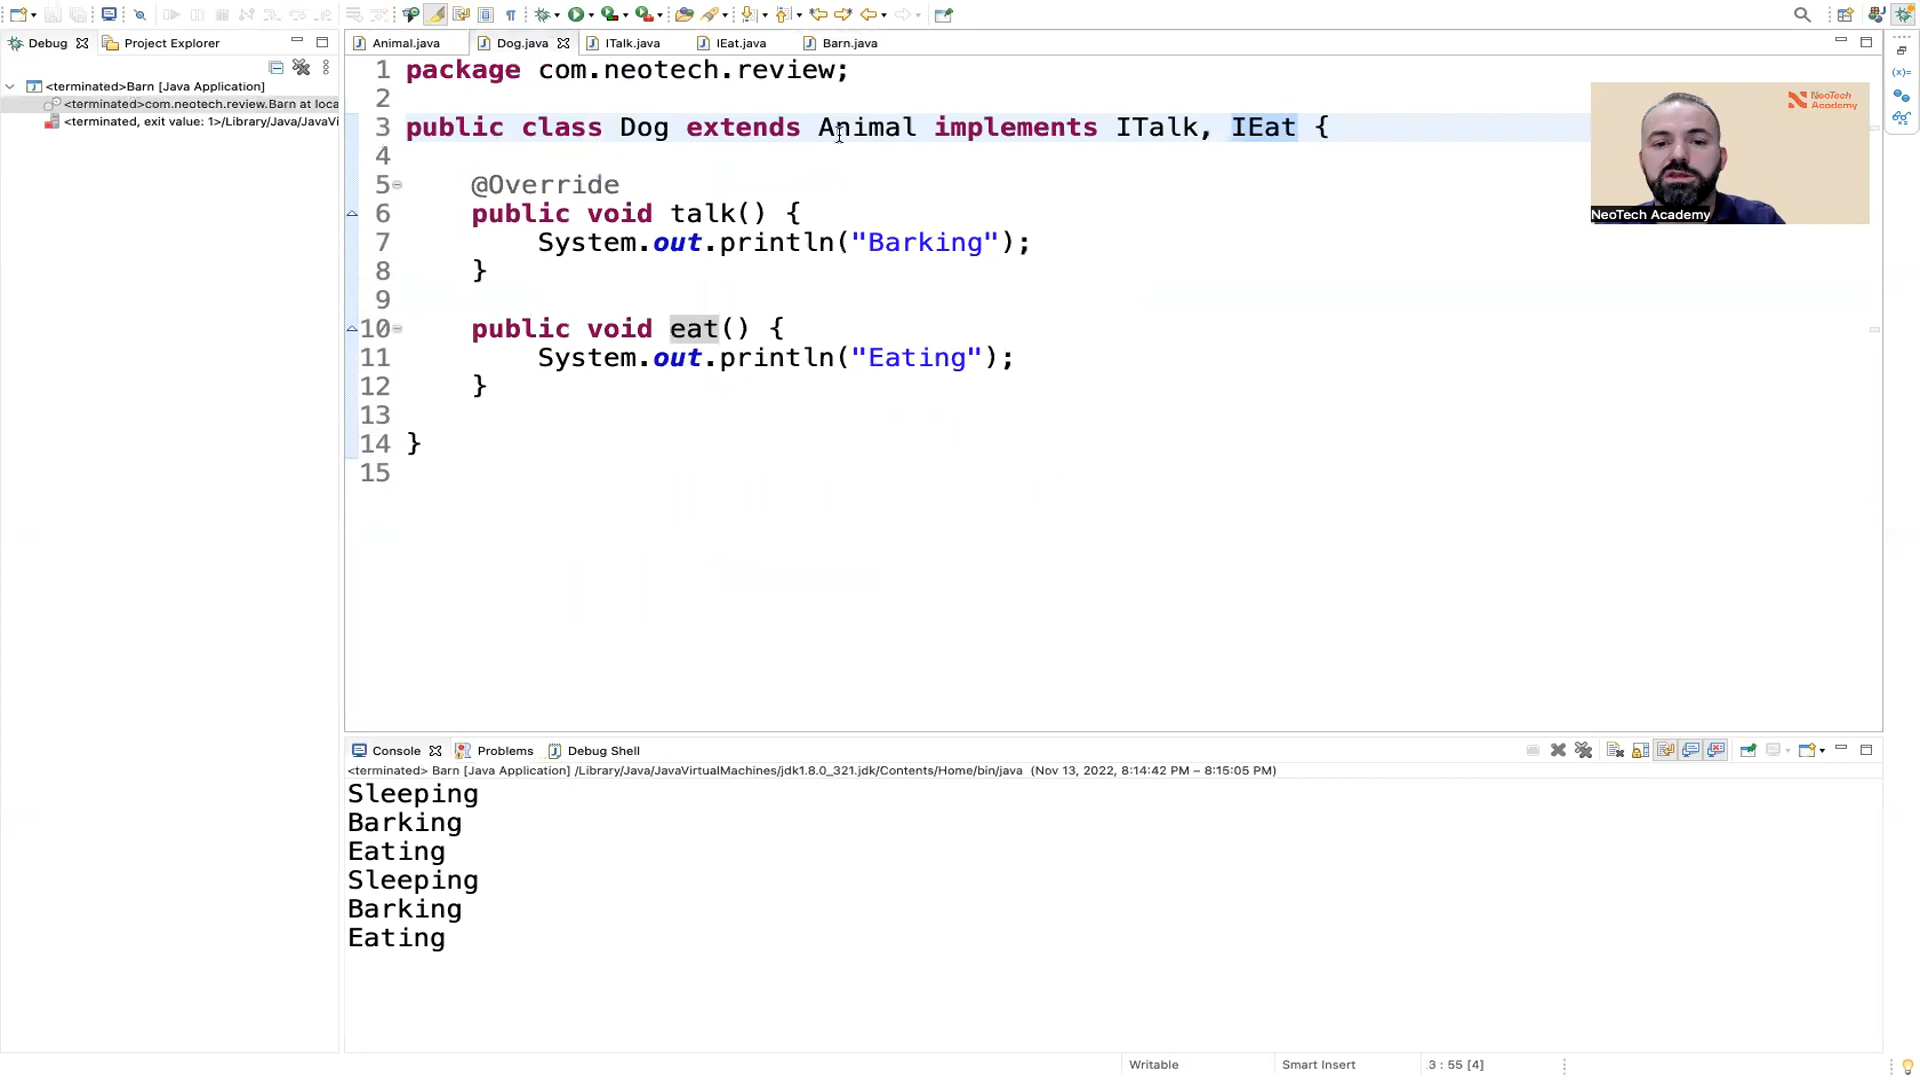 Debug
Project Explorer
<terminated>Barn [Java Application]
<terminated>com.neotech.review.Barn at loca
<terminated, exit value: 1>/Library/Java/JavaVi
Animal.java
Dog.java
ITalk.java
IEat.java
Barn.java
1 package com.neotech.review;
2
3 public class Dog extends Animal implements ITalk, IEat {
4
5 @Override
6 public void talk() {
7 System.out.println("Barking");
8 }
9
10 public void eat() {
11 System.out.println("Eating");
12 }
13
14 }
15
NeoTech
Academy
NeoTech Academy
Console
Problems
Debug Shell
<terminated> Barn [Java Application] /Library/Java/JavaVirtualMachines/jdk1.8.0_321.jdk/Contents/Home/bin/java (Nov 13, 2022, 8:14:42 PM – 8:15:05 PM)
Sleeping
Barking
Eating
Sleeping
Barking
Eating
Writable
Smart Insert
3 : 55 [4]